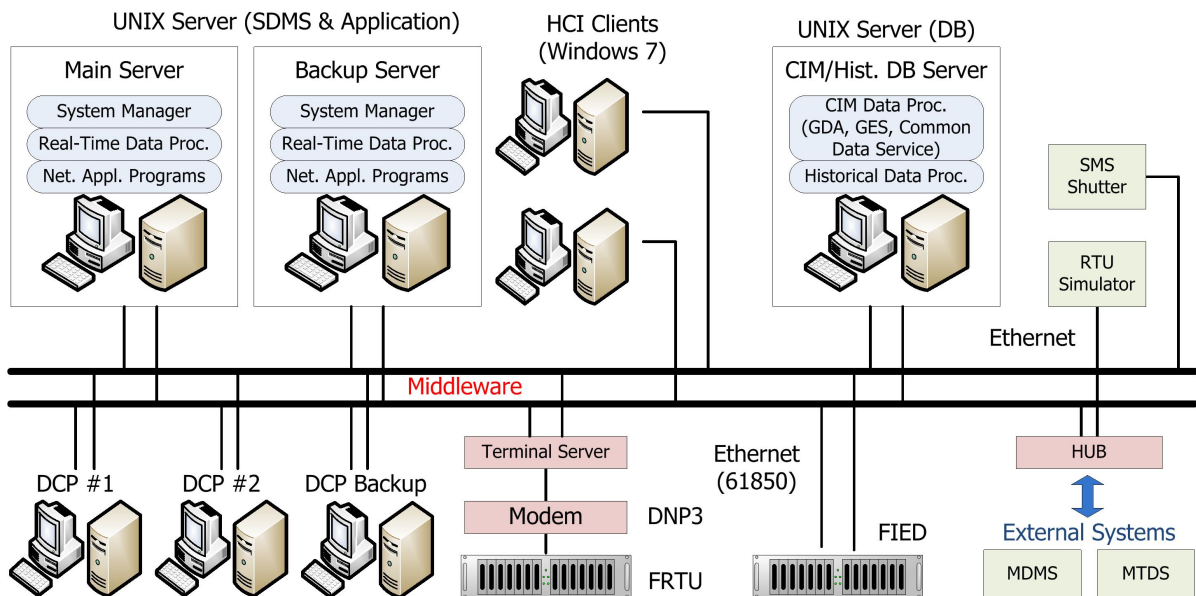 UNIX Server (SDMS & Application)
HCI Clients
(Windows 7)
UNIX Server (DB)
Main Server
System Manager
Real-Time Data Proc.
Net. Appl. Programs
Backup Server
System Manager
Real-Time Data Proc.
Net. Appl. Programs
CIM/Hist. DB Server
CIM Data Proc.
(GDA, GES, Common
Data Service)
Historical Data Proc.
SMS
Shutter
RTU
Simulator
Ethernet
Middleware
DCP #1
DCP #2
DCP Backup
Terminal Server
Modem
DNP3
FRTU
Ethernet
(61850)
FIED
HUB
External Systems
MDMS
MTDS